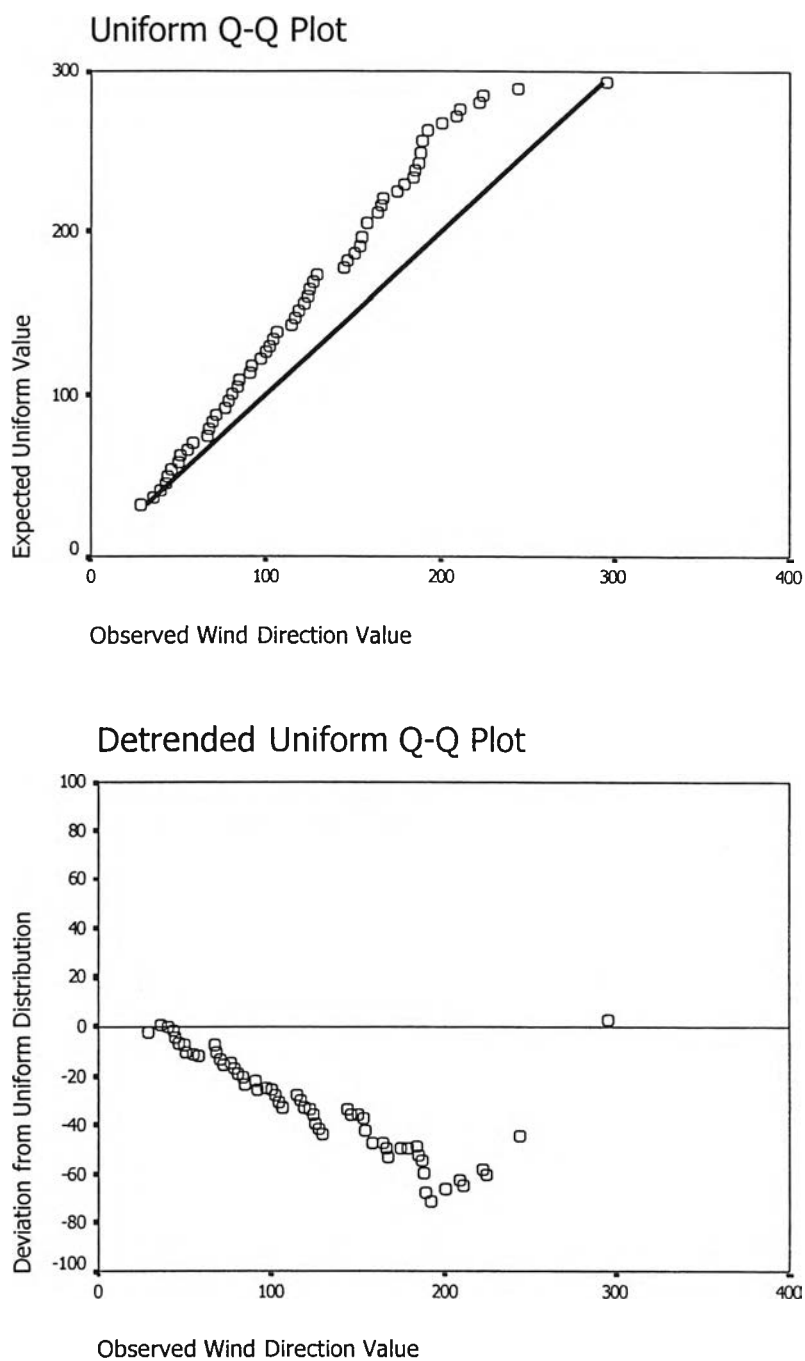 Uniform Q-Q Plot
300
200
100
0
Expected Uniform Value
0 100 200 300 400
Observed Wind Direction Value
Detrended Uniform Q-Q Plot
100
80
60
40
20
0
-20
-40
-60
-80
-100
Deviation from Uniform Distribution
0 100 200 300 400
Observed Wind Direction Value